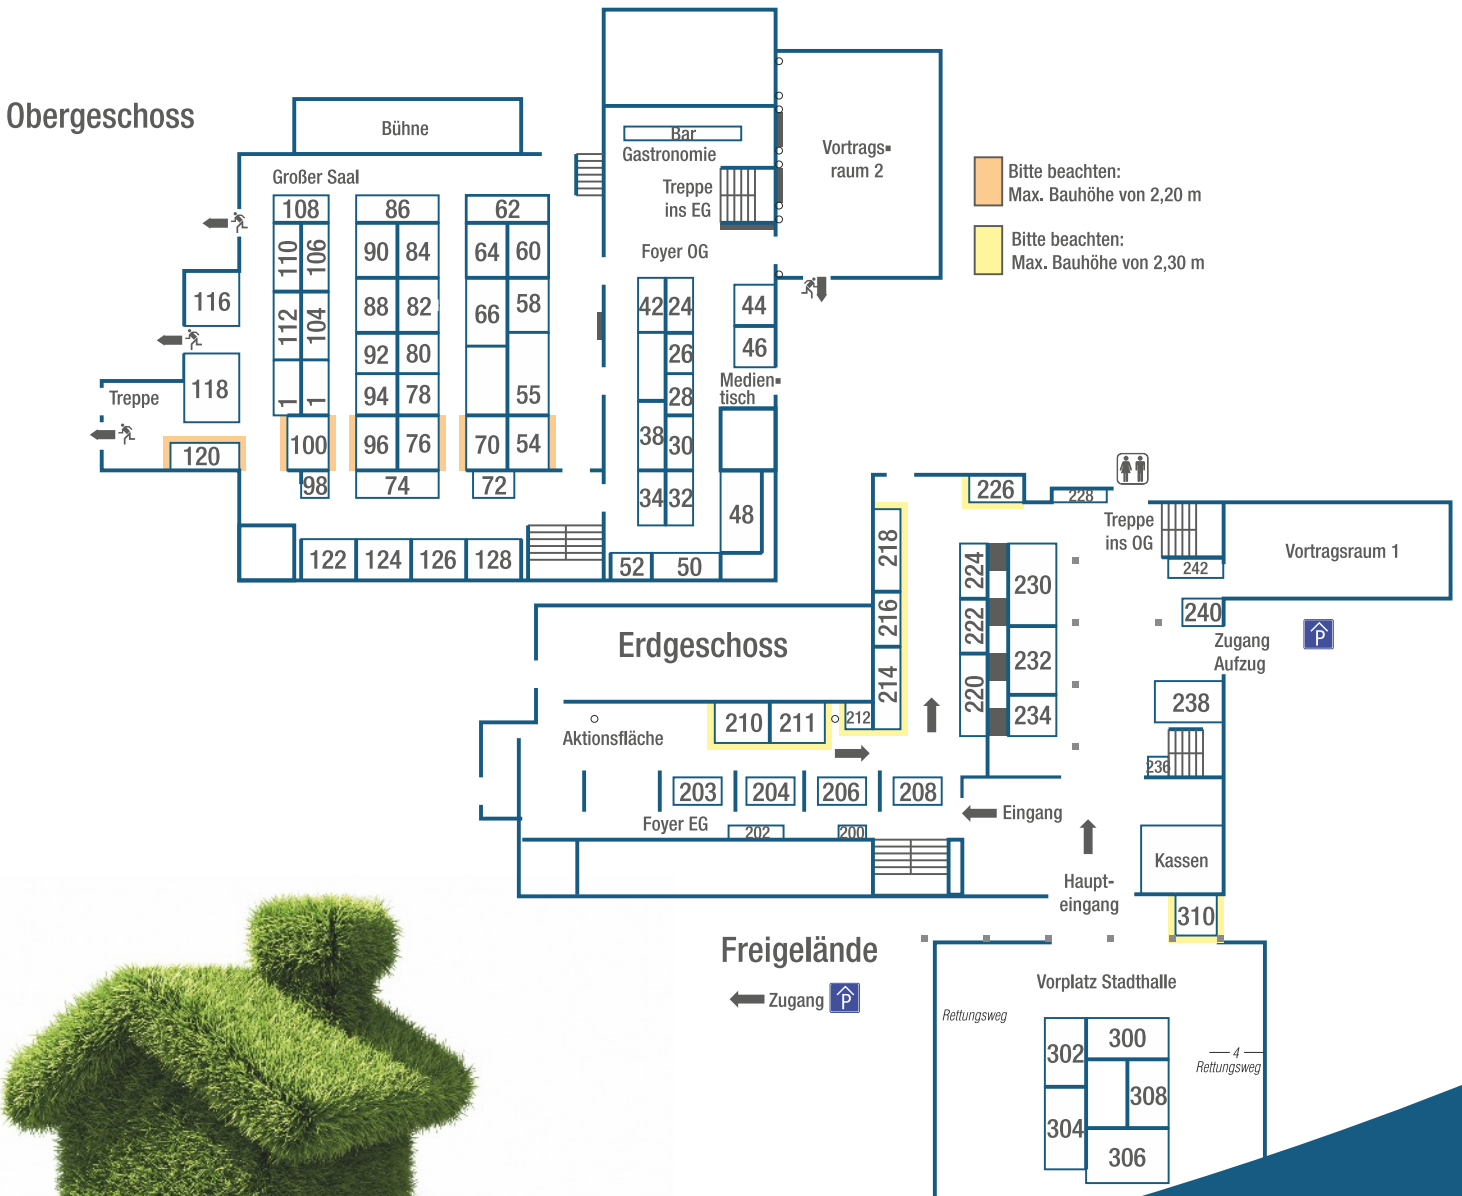 Obergeschoss
Bühne
Großer Saal
Bar
Gastronomie
Treppe
ins EG
Vortrags-
raum 2
Foyer OG
Bitte beachten:
Max. Bauhöhe von 2,20 m
Bitte beachten:
Max. Bauhöhe von 2,30 m
108
86
62
110
106
90
84
64
60
116
112
104
88
82
66
58
42
24
44
92
80
26
46
118
1
1
94
78
55
28
Medien-
tisch
Treppe
120
100
96
76
70
54
38
30
98
74
72
34
32
48
122
124
126
128
52
50
226
228
Treppe
ins OG
Vortragsraum 1
218
224
230
242
216
222
240
Zugang
Aufzug
P
Erdgeschoss
214
220
232
234
238
236
210
211
212
Aktionsfläche
203
204
206
208
Foyer EG
202
200
Eingang
Kassen
Haupt-
eingang
310
Freigelände
Zugang
P
Vorplatz Stadthalle
Rettungsweg
4
Rettungsweg
302
300
308
304
306